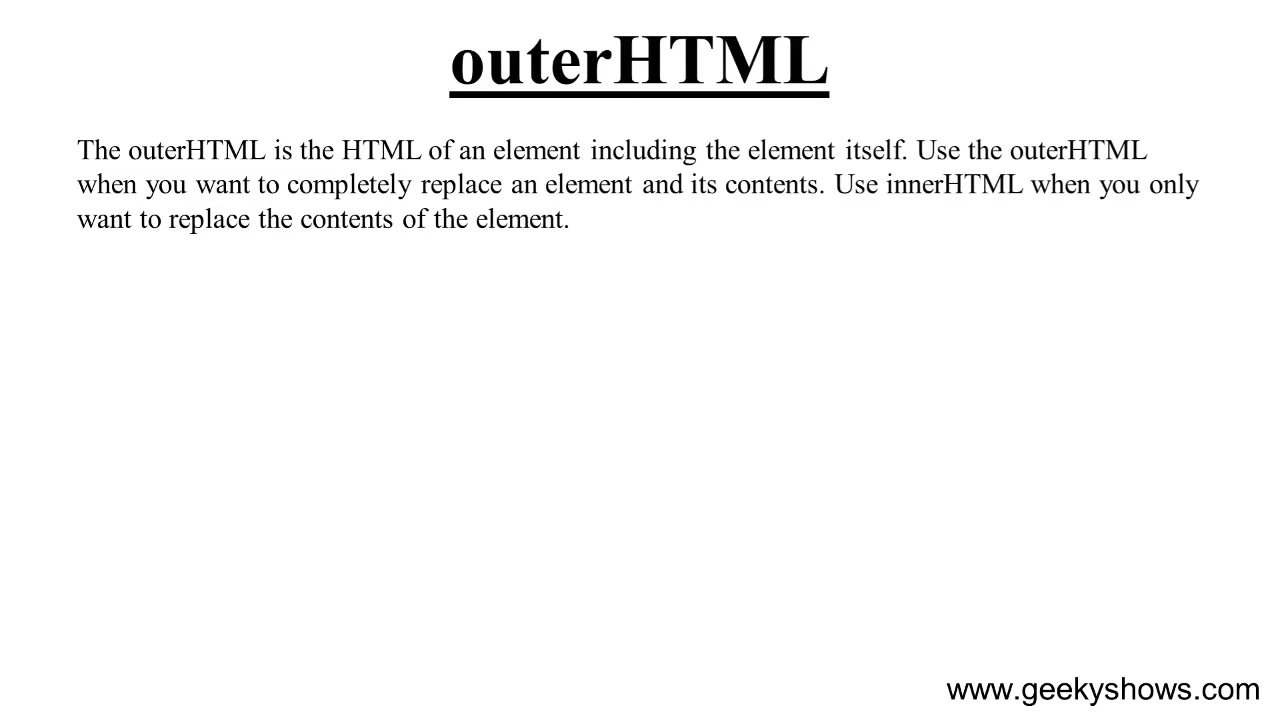 outerHTML
The outerHTML is the HTML of an element including the element itself. Use the outerHTML
when you want to completely replace an element and its contents. Use innerHTML when you only
want to replace the contents of the element.
www.geekyshows.com